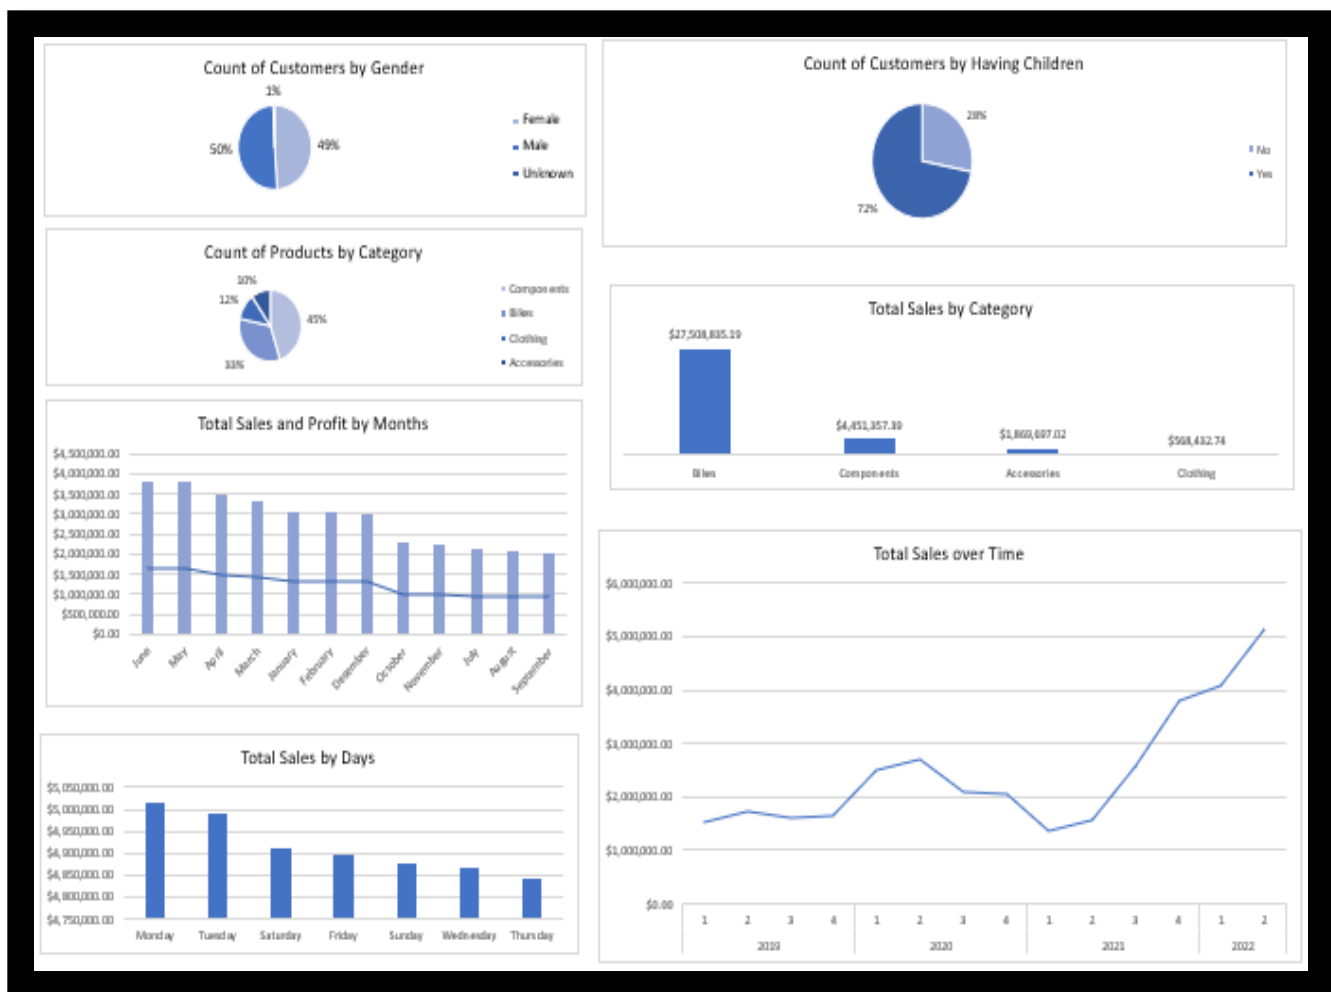 Count of Customers by Gender
1%
50%
49%
Female
Male
Unknown
Count of Customers by Having Children
28%
72%
No
Yes
Count of Products by Category
10%
12%
45%
33%
Components
Bikes
Clothing
Accessories
Total Sales by Category
$27,508,835.19
$4,451,357.39
$1,869,697.02
$568,432.74
Bikes
Components
Accessories
Clothing
Total Sales and Profit by Months
$4,500,000.00
$4,000,000.00
$3,500,000.00
$3,000,000.00
$2,500,000.00
$2,000,000.00
$1,500,000.00
$1,000,000.00
$500,000.00
$0.00
June
May
April
March
January
February
December
October
November
July
August
September
Total Sales by Days
$5,050,000.00
$5,000,000.00
$4,950,000.00
$4,900,000.00
$4,850,000.00
$4,800,000.00
$4,750,000.00
Monday
Tuesday
Saturday
Friday
Sunday
Wednesday
Thursday
Total Sales over Time
$6,000,000.00
$5,000,000.00
$4,000,000.00
$3,000,000.00
$2,000,000.00
$1,000,000.00
$0.00
1 2 3 4 1 2 3 4 1 2 3 4 1 2
2019 2020 2021 2022